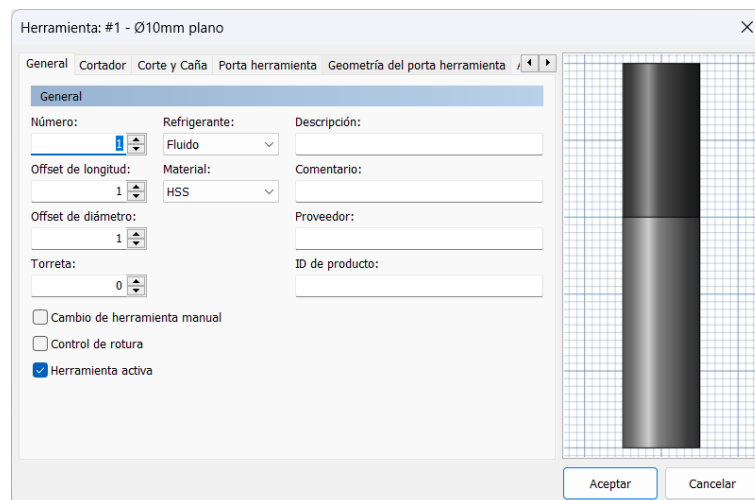 Herramienta: #1 - Ø10mm plano
General Cortador Corte y Caña Porta herramienta Geometría del porta herramienta
General
Número: Refrigerante: Descripción:
1 Fluido
Offset de longitud: Material: Comentario:
1 HSS
Offset de diámetro: Proveedor:
1
Torreta: ID de producto:
0
Cambio de herramienta manual
Control de rotura
Herramienta activa
Aceptar Cancelar